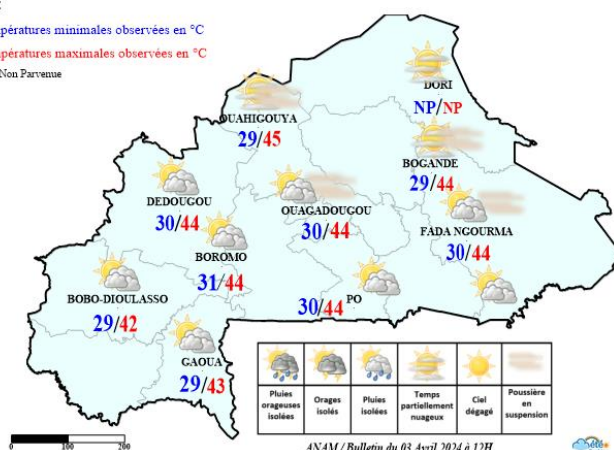 pératures minimales observées en °C
pératures maximales observées en °C
Non Parvenue
DORI
NP/NP
OUAHIGOUYA
29/45
BOGANDE
29/44
DEDOUGOU
30/44
OUAGADOUGOU
30/44
FADA NGOURMA
30/44
BOROMO
31/44
BOBO-DIOULASSO
29/42
PO
30/44
GAOUA
29/43
Pluies orageuses isolées
Orages isolés
Pluies isolées
Temps partiellement nuageux
Ciel dégagé
Poussière en suspension
0 100 200
ANAM / Bulletin du 03 Avril 2024 à 12H